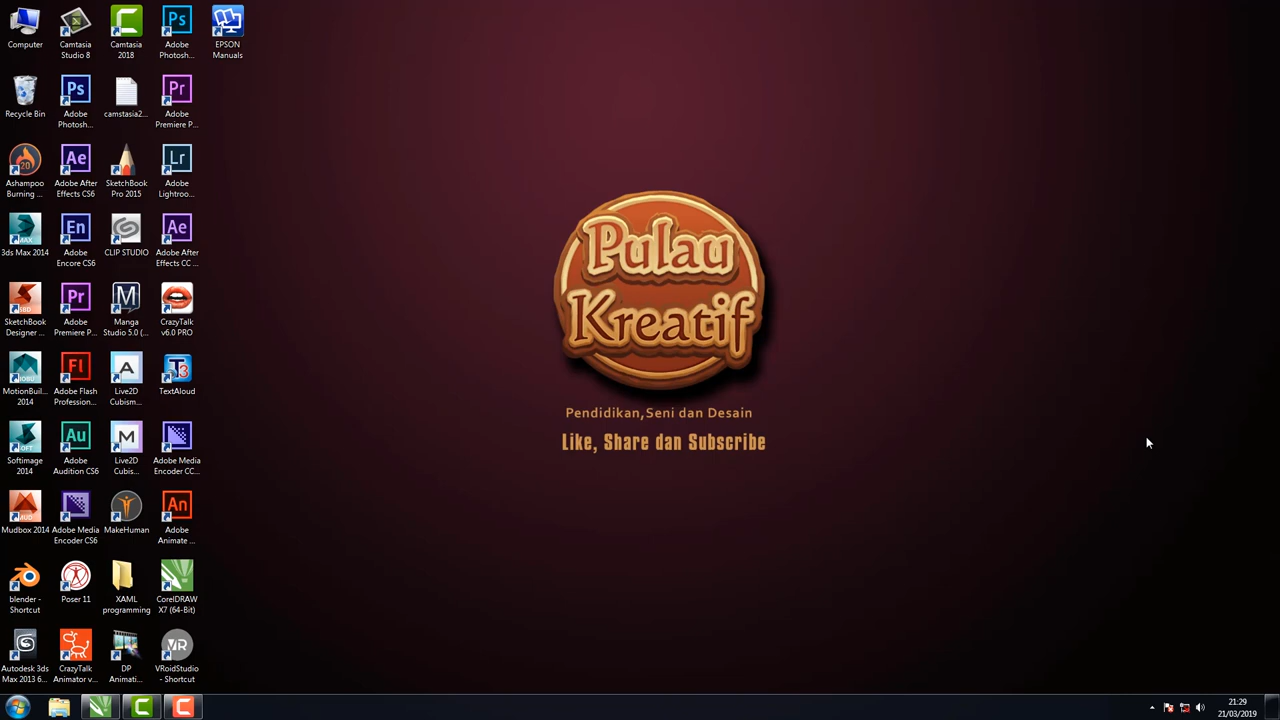 Computer
Camtasia
Studio 8
Camtasia
2018
Adobe
Photosh...
EPSON
Manuals
Recycle Bin
Adobe
Photosh...
camstasia2...
Adobe
Premiere P...
Ashampoo
Burning ...
Adobe After
Effects CS6
SketchBook
Pro 2015
Adobe
Lightroo...
3ds Max 2014
Adobe
Encore CS6
CLIP STUDIO
Adobe After
Effects CC ...
SketchBook
Designer ...
Adobe
Premiere P...
Manga
Studio 5.0 (...
CrazyTalk
v6.0 PRO
MotionBuil...
2014
Adobe Flash
Profession...
Live2D
Cubism...
TextAloud
Softimage
2014
Adobe
Audition CS6
Live2D
Cubis...
Adobe Media
Encoder CC...
Mudbox 2014
Adobe Media
Encoder CS6
MakeHuman
Adobe
Animate ...
blender -
Shortcut
Poser 11
XAML
programming
CorelDRAW
X7 (64-Bit)
Autodesk 3ds
Max 2013 6...
CrazyTalk
Animator v...
DP
Animati...
VRoidStudio
- Shortcut
Pulau
Kreatif
Pendidikan,Seni dan Desain
Like, Share dan Subscribe
21:29
21/03/2019